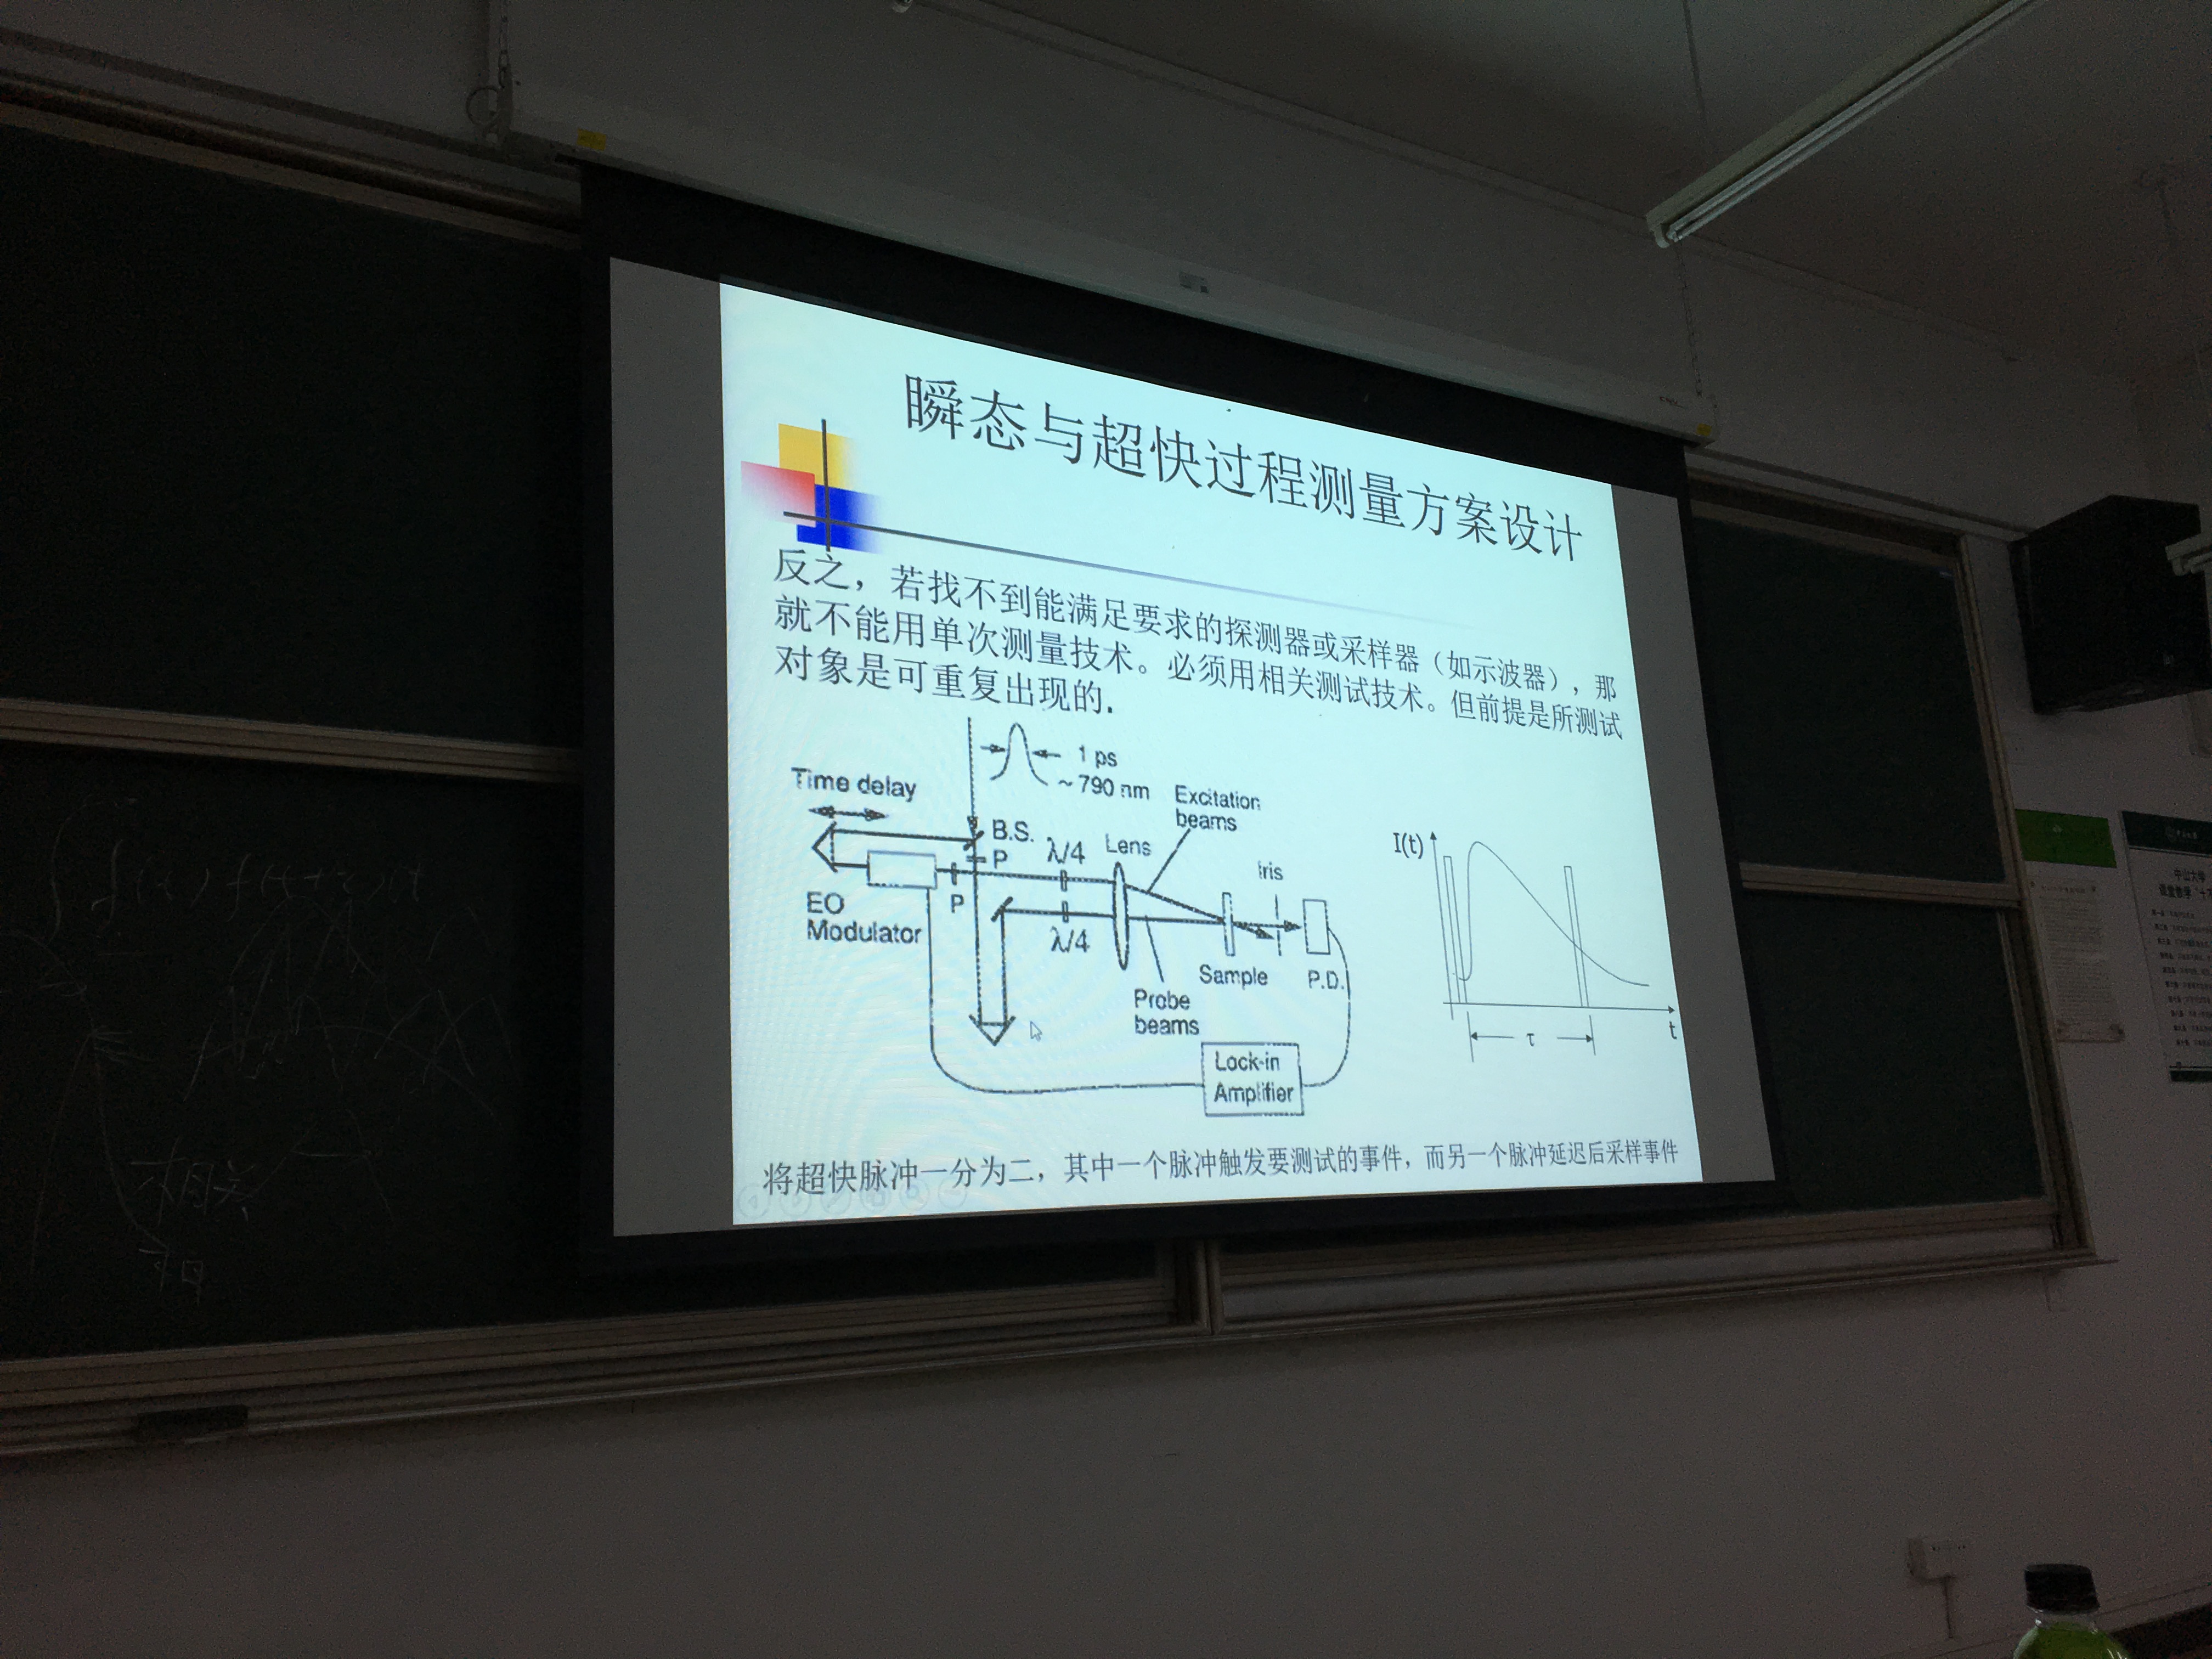 瞬态与超快过程测量方案设计
反之，若找不到能满足要求的探测器或采样器（如示波器），那
就不能用单次测量技术。必须用相关测试技术。但前提是所测试
对象是可重复出现的.
1 ps
~790 nm
Time delay
Excitation
beams
B.S.
P
λ/4
Lens
Iris
I(t)
EO
Modulator
P
λ/4
Sample
P.D.
Probe
beams
τ
t
Lock-in
Amplifier
将超快脉冲一分为二，其中一个脉冲触发要测试的事件，而另一个脉冲延迟后采样事件
中山大学
相关